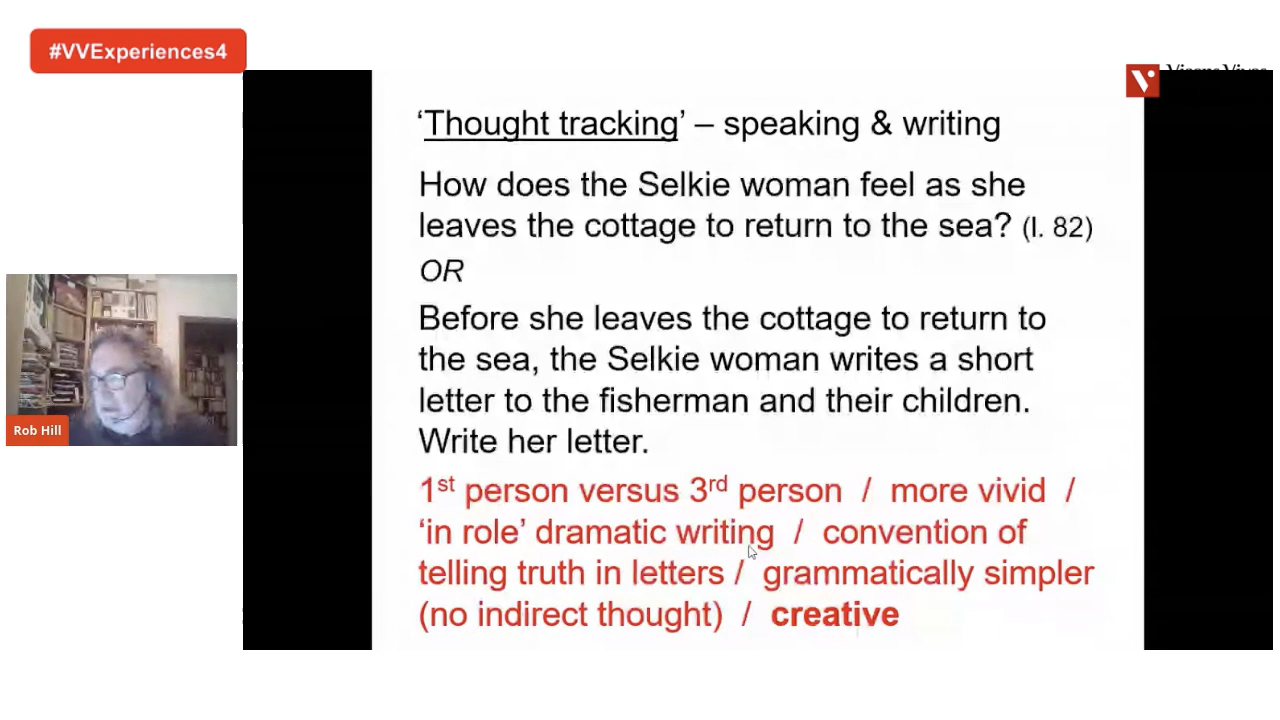 #VVExperiences4
‘Thought tracking’ – speaking & writing
How does the Selkie woman feel as she
leaves the cottage to return to the sea? (l. 82)
OR
Before she leaves the cottage to return to
the sea, the Selkie woman writes a short
letter to the fisherman and their children.
Write her letter.
1st person versus 3rd person / more vivid /
‘in role’ dramatic writing / convention of
telling truth in letters / grammatically simpler
(no indirect thought) / creative
Rob Hill